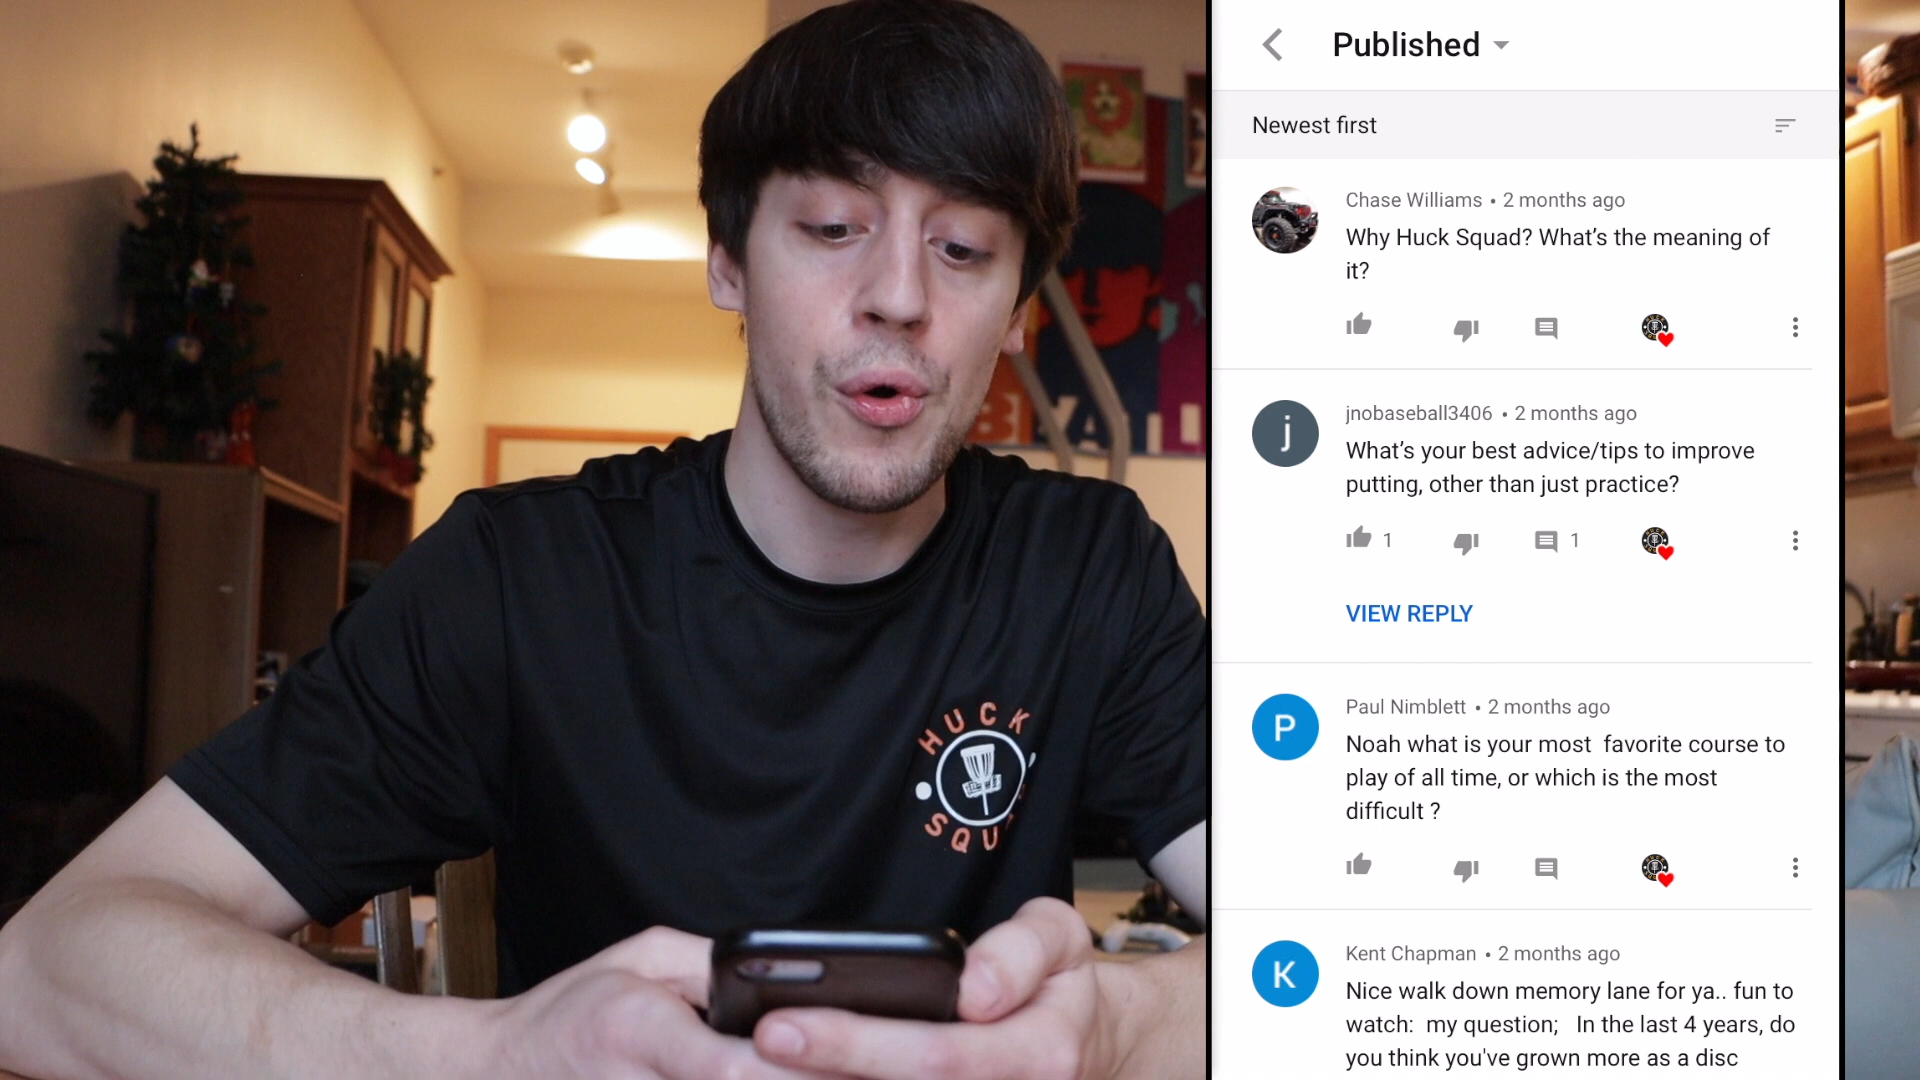 Published
Newest first
Chase Williams • 2 months ago
Why Huck Squad? What’s the meaning of
it?
jnobaseball3406 • 2 months ago
What’s your best advice/tips to improve
putting, other than just practice?
1
1
VIEW REPLY
Paul Nimblett • 2 months ago
Noah what is your most  favorite course to
play of all time, or which is the most
difficult ?
Kent Chapman • 2 months ago
Nice walk down memory lane for ya.. fun to
watch:  my question;   In the last 4 years, do
you think you've grown more as a disc
HUCK
SQU
j
P
K